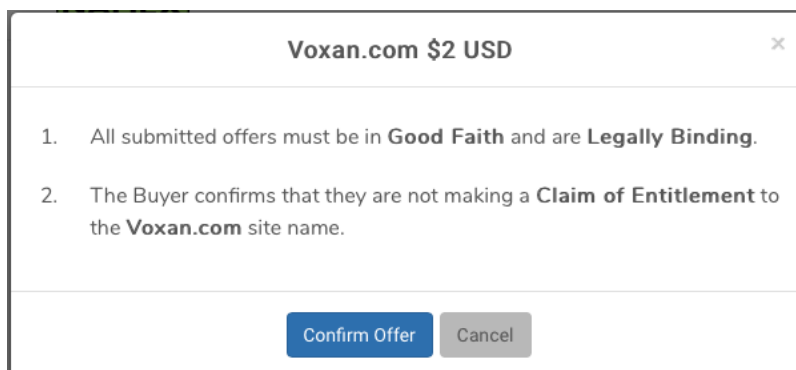 Voxan.com $2 USD
×
1. All submitted offers must be in Good Faith and are Legally Binding.
2. The Buyer confirms that they are not making a Claim of Entitlement to
the Voxan.com site name.
Confirm Offer
Cancel